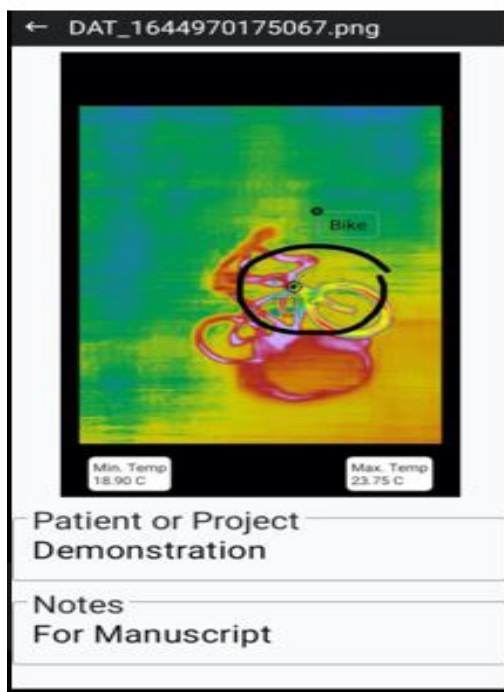 ← DAT_1644970175067.png
Bike
Min. Temp
18.90 C
Max. Temp
23.75 C
Patient or Project
Demonstration
Notes
For Manuscript